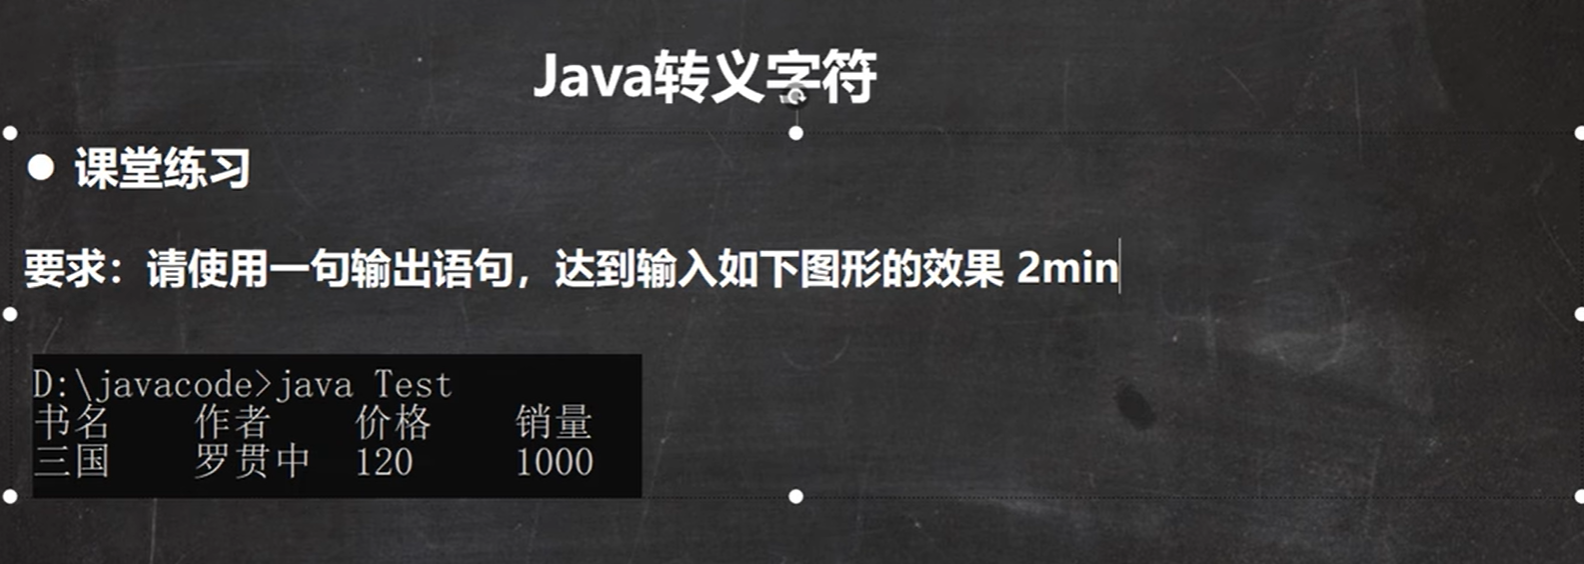 Java转义字符
● 课堂练习
要求：请使用一句输出语句，达到输入如下图形的效果 2min
D:\javacode>java Test
书名 作者 价格 销量
三国 罗贯中 120 1000